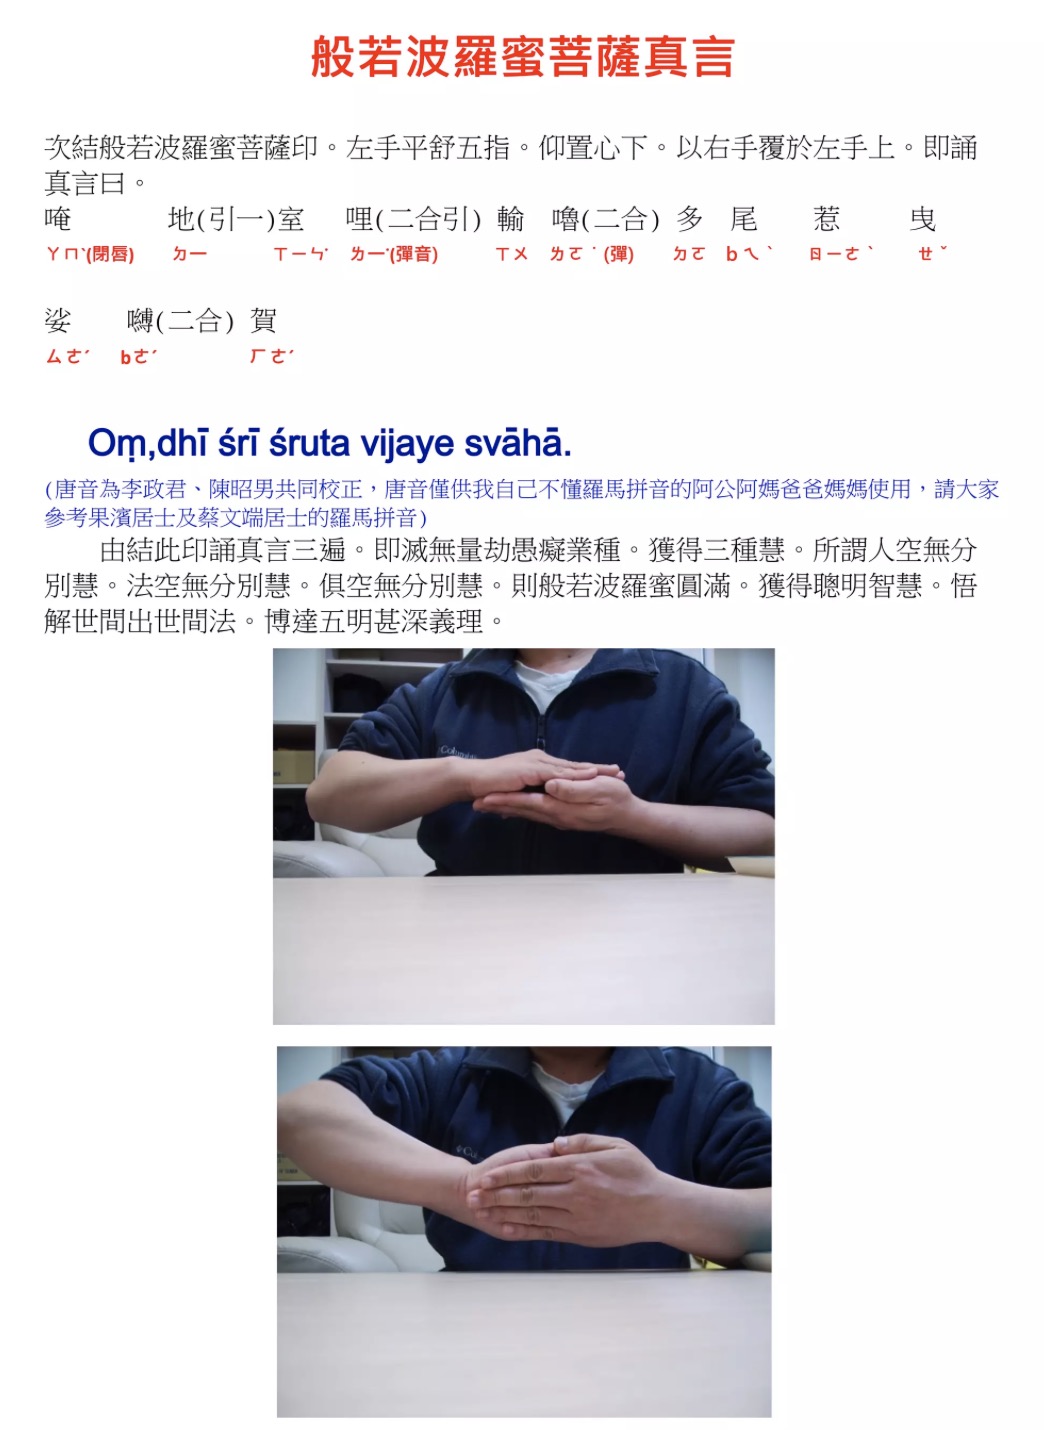 般若波羅蜜菩薩真言
次結般若波羅蜜菩薩印。左手平舒五指。仰置心下。以右手覆於左手上。即誦
真言曰。
唵 地(引一)室 哩(二合引) 輸 嚕(二合) 多 尾 惹 曳
ㄚㄇˋ(閉唇) ㄉㄧ ㄒㄧㄣ˙ ㄌㄧ˙(彈音) ㄒㄨ ㄌㄛ˙(彈) ㄉㄛ bㄟˋ ㄖㄧㄜˋ ㄝˇ
娑 嚩(二合) 賀
ㄙㄜˊ bㄜˊ ㄏㄜˊ
Oṃ,dhī śrī śruta vijaye svāhā.
(唐音為李政君、陳昭男共同校正，唐音僅供我自己不懂羅馬拼音的阿公阿媽爸爸媽媽使用，請大家
參考果濱居士及蔡文端居士的羅馬拼音)
由結此印誦真言三遍。即滅無量劫愚癡業種。獲得三種慧。所謂人空無分
別慧。法空無分別慧。俱空無分別慧。則般若波羅蜜圓滿。獲得聰明智慧。悟
解世間出世間法。博達五明甚深義理。
Columbia